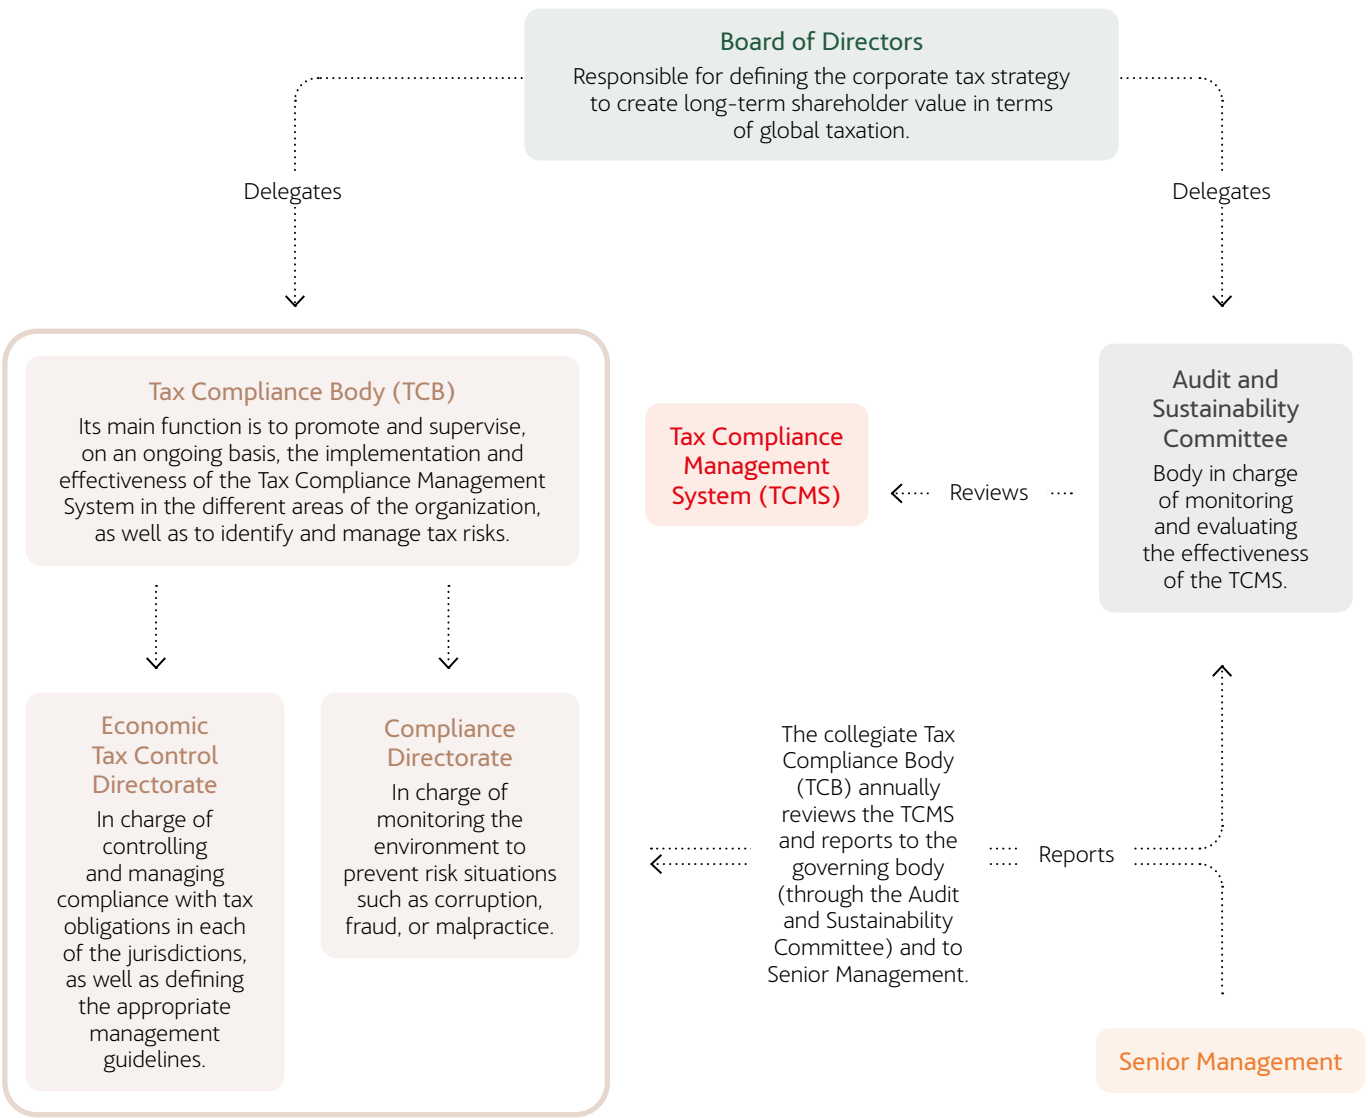 Board of Directors
Responsible for defining the corporate tax strategy
to create long-term shareholder value in terms
of global taxation.
Delegates
Delegates
Tax Compliance Body (TCB)
Its main function is to promote and supervise,
on an ongoing basis, the implementation and
effectiveness of the Tax Compliance Management
System in the different areas of the organization,
as well as to identify and manage tax risks.
Tax Compliance
Management
System (TCMS)
Reviews
Audit and
Sustainability
Committee
Body in charge
of monitoring
and evaluating
the effectiveness
of the TCMS.
Economic
Tax Control
Directorate
In charge of
controlling
and managing
compliance with tax
obligations in each
of the jurisdictions,
as well as defining
the appropriate
management
guidelines.
Compliance
Directorate
In charge of
monitoring the
environment to
prevent risk situations
such as corruption,
fraud, or malpractice.
The collegiate Tax
Compliance Body
(TCB) annually
reviews the TCMS
and reports to the
governing body
(through the Audit
and Sustainability
Committee) and to
Senior Management.
Reports
Senior Management